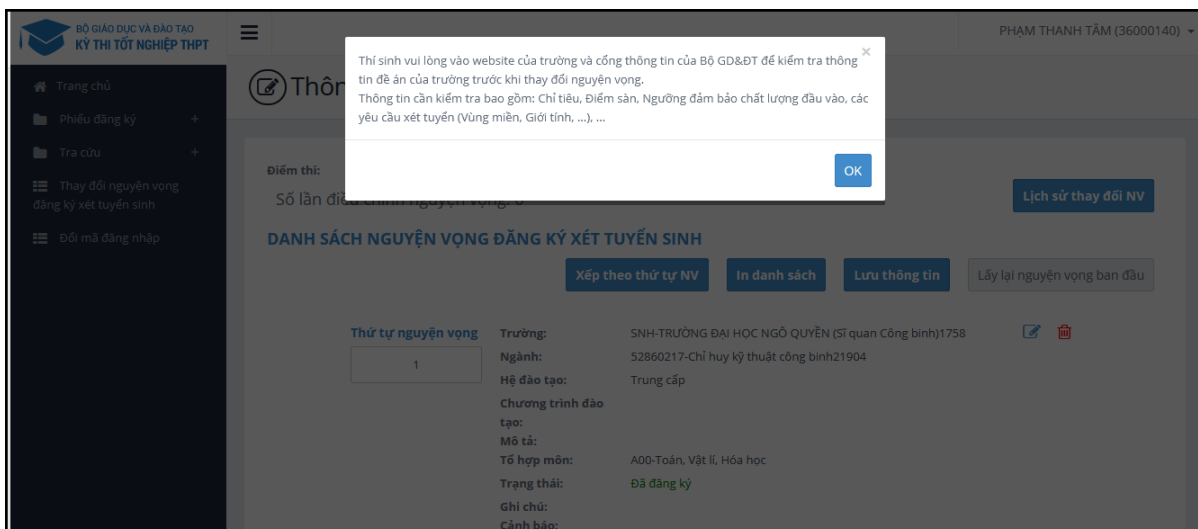 BỘ GIÁO DỤC VÀ ĐÀO TẠO
KỲ THI TỐT NGHIỆP THPT
PHẠM THANH TÂM (36000140)
Trang chủ
Phiếu đăng ký +
Tra cứu +
Thay đổi nguyện vọng
đăng ký xét tuyển sinh
Đổi mã đăng nhập
×
Thí sinh vui lòng vào website của trường và cổng thông tin của Bộ GD&ĐT để kiểm tra thông
tin đề án của trường trước khi thay đổi nguyện vọng.
Thông tin cần kiểm tra bao gồm: Chỉ tiêu, Điểm sàn, Ngưỡng đảm bảo chất lượng đầu vào, các
yêu cầu xét tuyển (Vùng miền, Giới tính, ...), ...
OK
Điểm thi:
Số lần
Lịch sử thay đổi NV
DANH SÁCH NGUYỆN VỌNG ĐĂNG KÝ XÉT TUYỂN SINH
Xếp theo thứ tự NV In danh sách Lưu thông tin Lấy lại nguyện vọng ban đầu
Thứ tự nguyện vọng
1
Trường: SNH-TRƯỜNG ĐẠI HỌC NGÔ QUYỀN (Sĩ quan Công binh)1758
Ngành: 52860217-Chỉ huy kỹ thuật công binh21904
Hệ đào tạo: Trung cấp
Chương trình đào
tạo:
Mô tả:
Tổ hợp môn: A00-Toán, Vật lí, Hóa học
Trạng thái: Đã đăng ký
Ghi chú:
Cảnh báo: